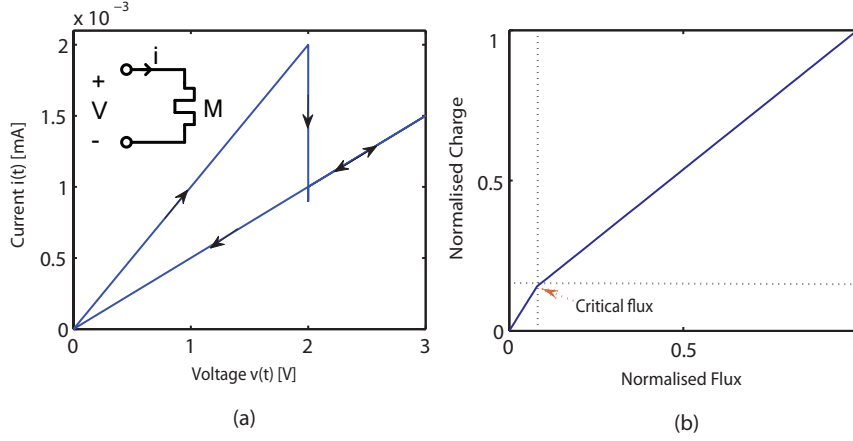 x 10⁻³
2
1.5
1
0.5
0
Current i(t) [mA]
0
1
2
3
Voltage v(t) [V]
i
+
V
-
M
(a)
1
0.5
0
Normalised Charge
0
0.5
Normalised Flux
Critical flux
(b)